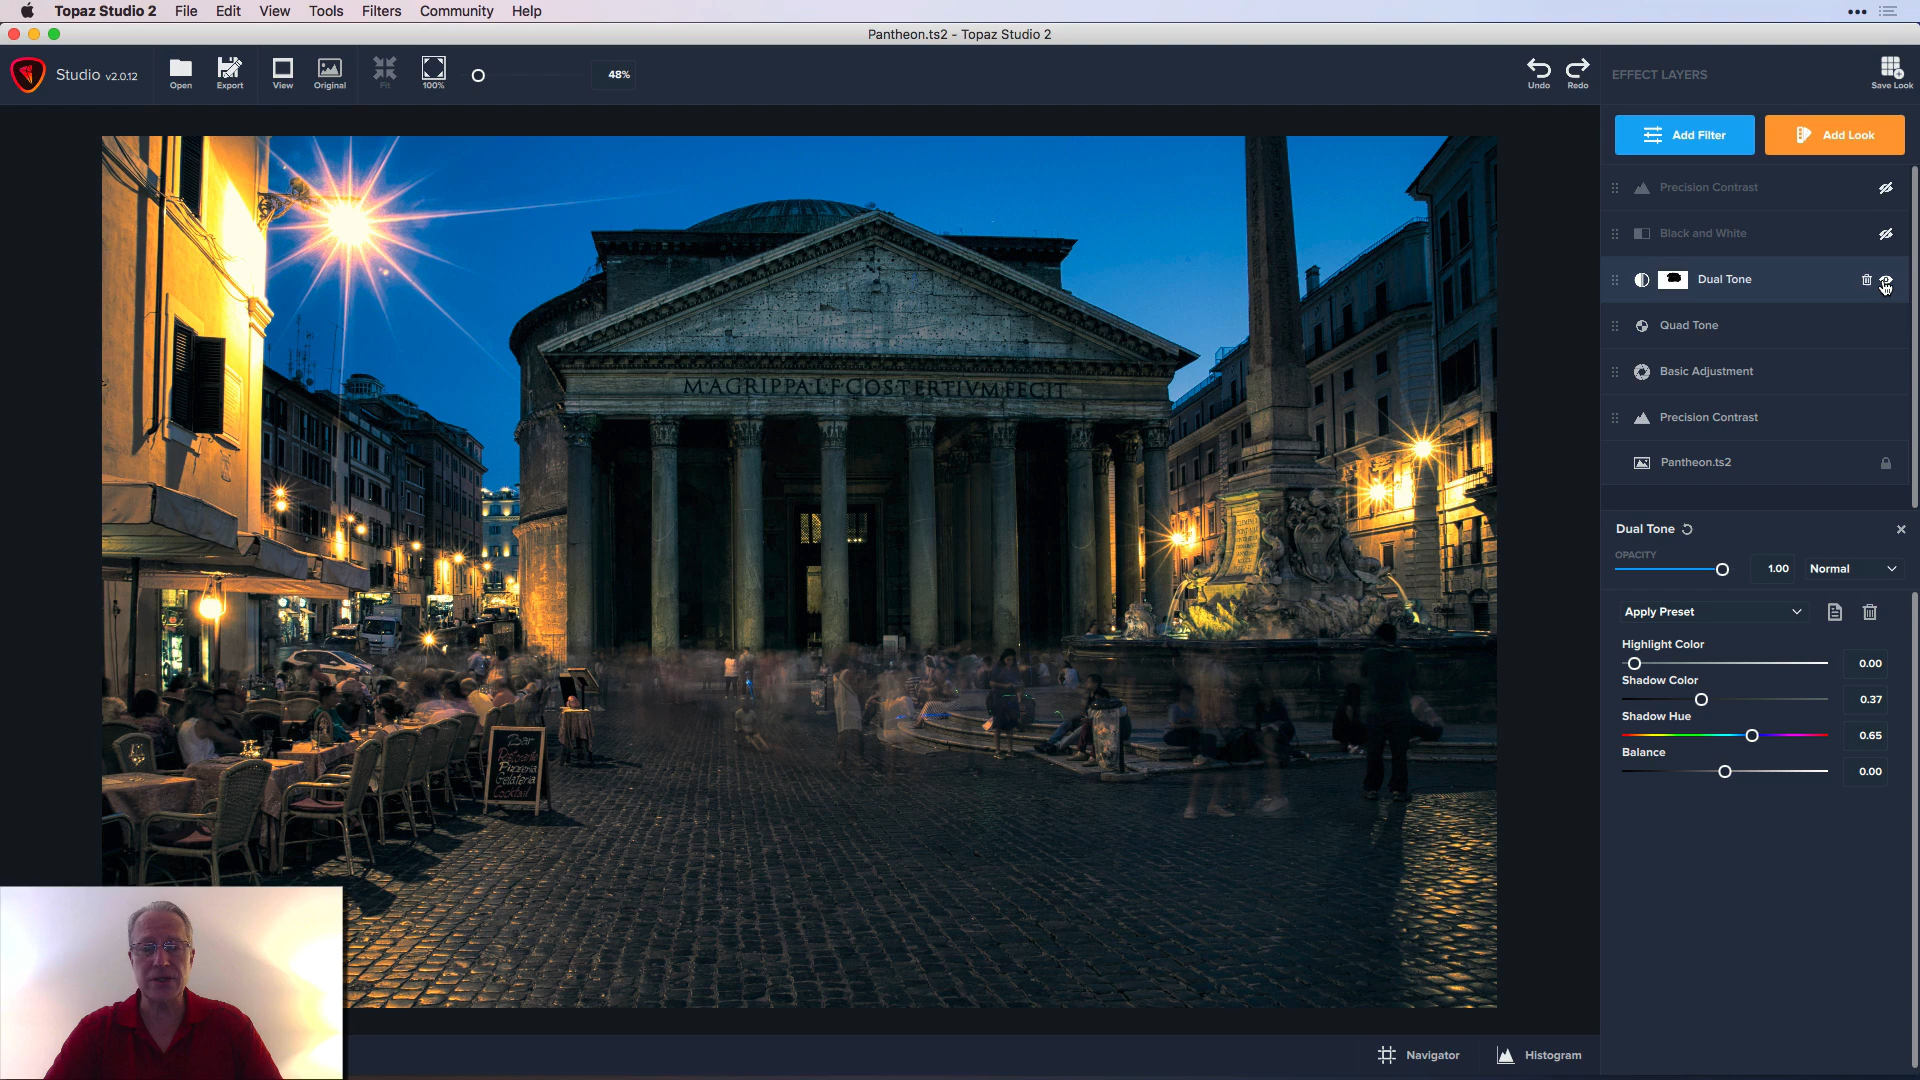 Topaz Studio 2 File Edit View Tools Filters Community Help
Pantheon.ts2 - Topaz Studio 2
Studio v2.0.12
Open
Export
View
Original
Fit
100%
48%
Undo
Redo
EFFECT LAYERS
Save Look
Add Filter
Add Look
Precision Contrast
Black and White
Dual Tone
Quad Tone
Basic Adjustment
Precision Contrast
Pantheon.ts2
Dual Tone
OPACITY
1.00
Normal
Apply Preset
Highlight Color
0.00
Shadow Color
0.37
Shadow Hue
0.65
Balance
0.00
M·AGRIPPA·L·F·COS·TERTIVM·FECIT
Bar
Ristorante
Pizzeria
Gelateria
Cocktail
Navigator
Histogram